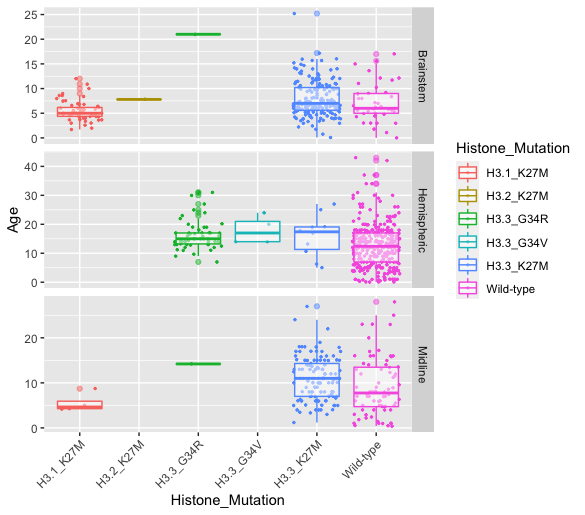 25
20
15
10
5
0
Brainstem
40
30
20
10
0
Hemispheric
20
10
0
Midline
Age
H3.1_K27M
H3.2_K27M
H3.3_G34R
H3.3_G34V
H3.3_K27M
Wild-type
Histone_Mutation
Histone_Mutation
H3.1_K27M
H3.2_K27M
H3.3_G34R
H3.3_G34V
H3.3_K27M
Wild-type